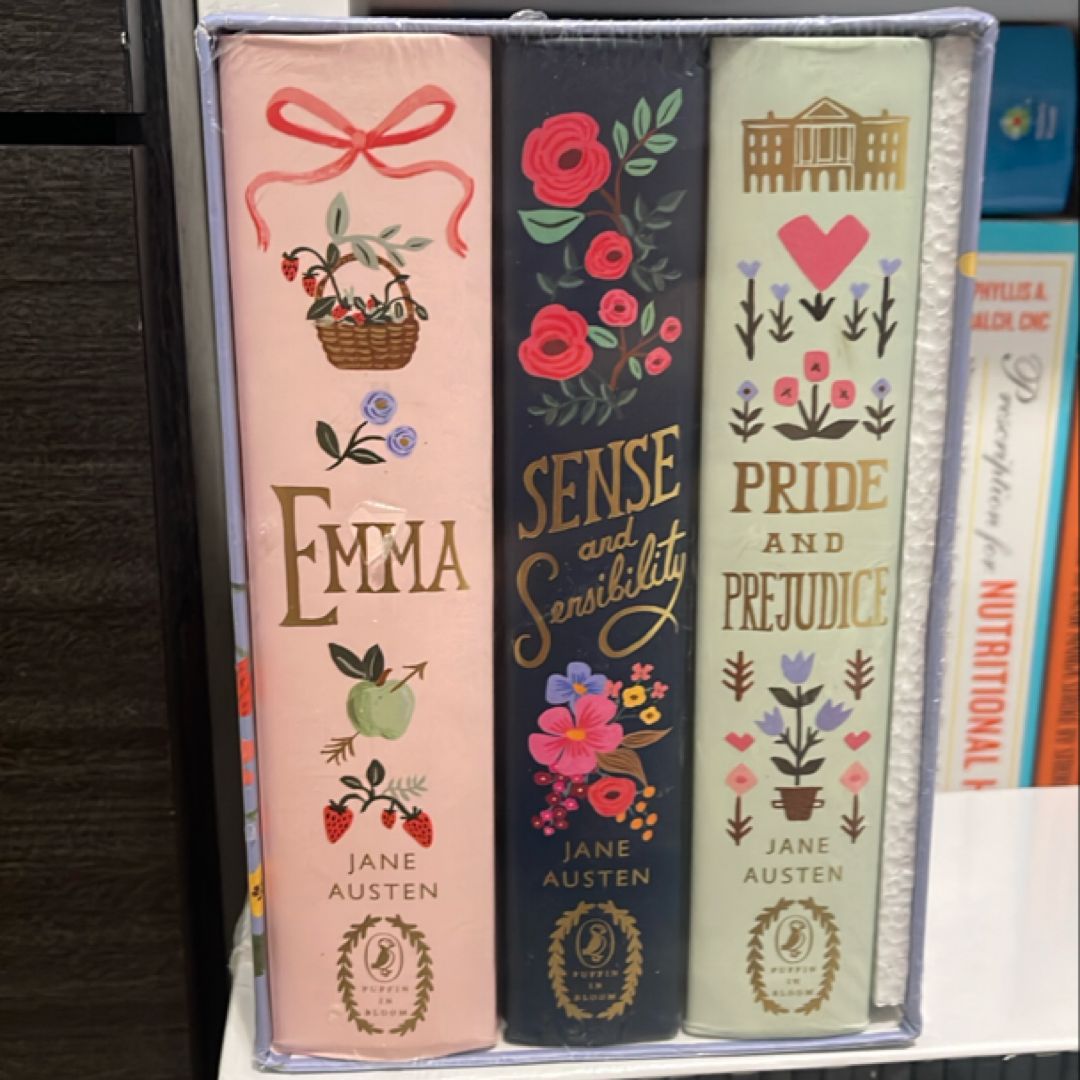 EMMA
JANE
AUSTEN
PUFFIN
IN
BLOOM
SENSE
and
Sensibility
JANE
AUSTEN
PUFFIN
IN
BLOOM
PRIDE
AND
PREJUDICE
JANE
AUSTEN
PUFFIN
IN
BLOOM
PHYLLIS A.
ALCH, CNC
Prescription for
NUTRITIONAL H